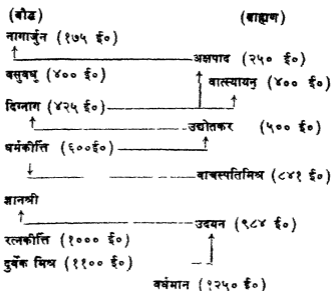 (बौद्ध) (ब्राह्मण)
नागार्जुन (१७५ ई०)
अक्षपाद (२५० ई०)
वसुवधु (४०० ई०) वात्स्यायन (४०० ई०)
दिग्नाग (४२५ ई०)
उद्योतकर (५०० ई०)
धर्मकीर्त्ति (६००ई०)
वाचस्पतिमिश्र (८४१ ई०)
ज्ञानश्री
उदयन (९८४ ई०)
रत्नकीर्त्ति (१००० ई०)
दुर्वेक मिश्र (११०० ई०)
वर्धमान (१२५० ई०)